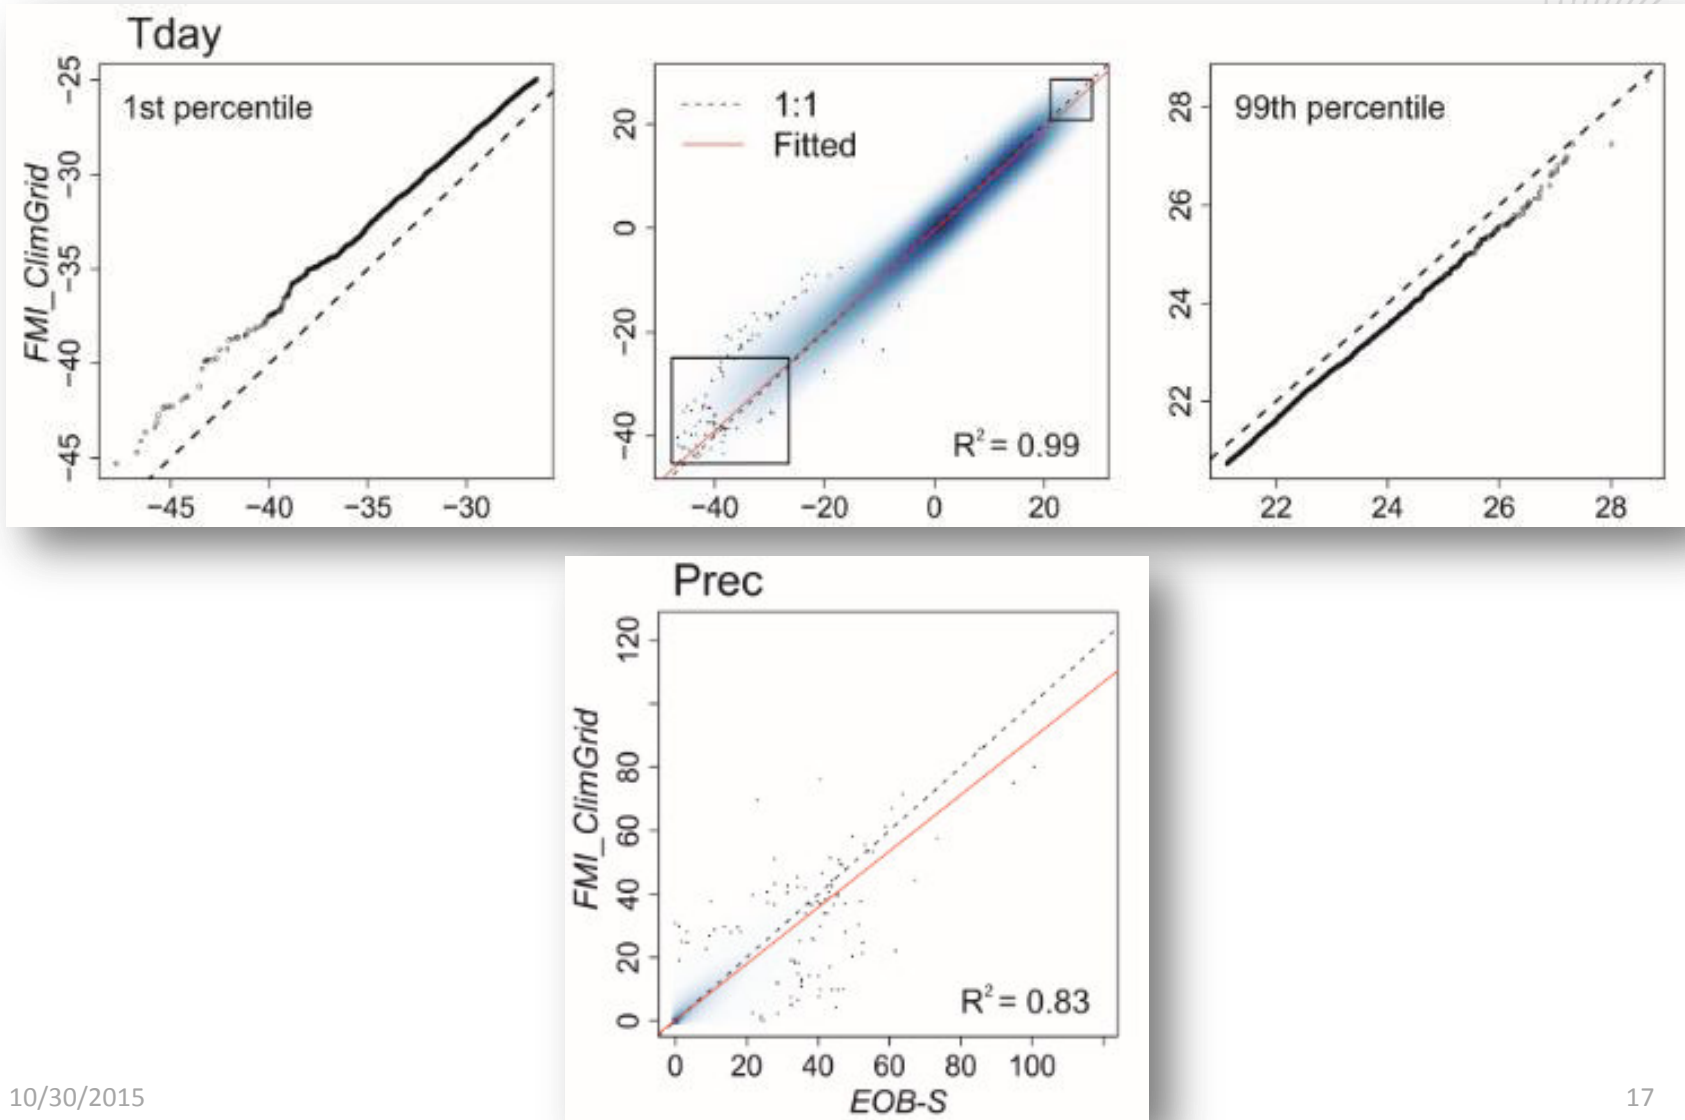 Tday
1st percentile
FMI_ClimGrid
−25
−30
−35
−40
−45
−45 −40 −35 −30
1:1
Fitted
20
0
−20
−40
R² = 0.99
−40 −20 0 20
99th percentile
28
26
24
22
22 24 26 28
Prec
FMI_ClimGrid
120
80
60
40
20
0
R² = 0.83
0 20 40 60 80 100
EOB-S
10/30/2015
17